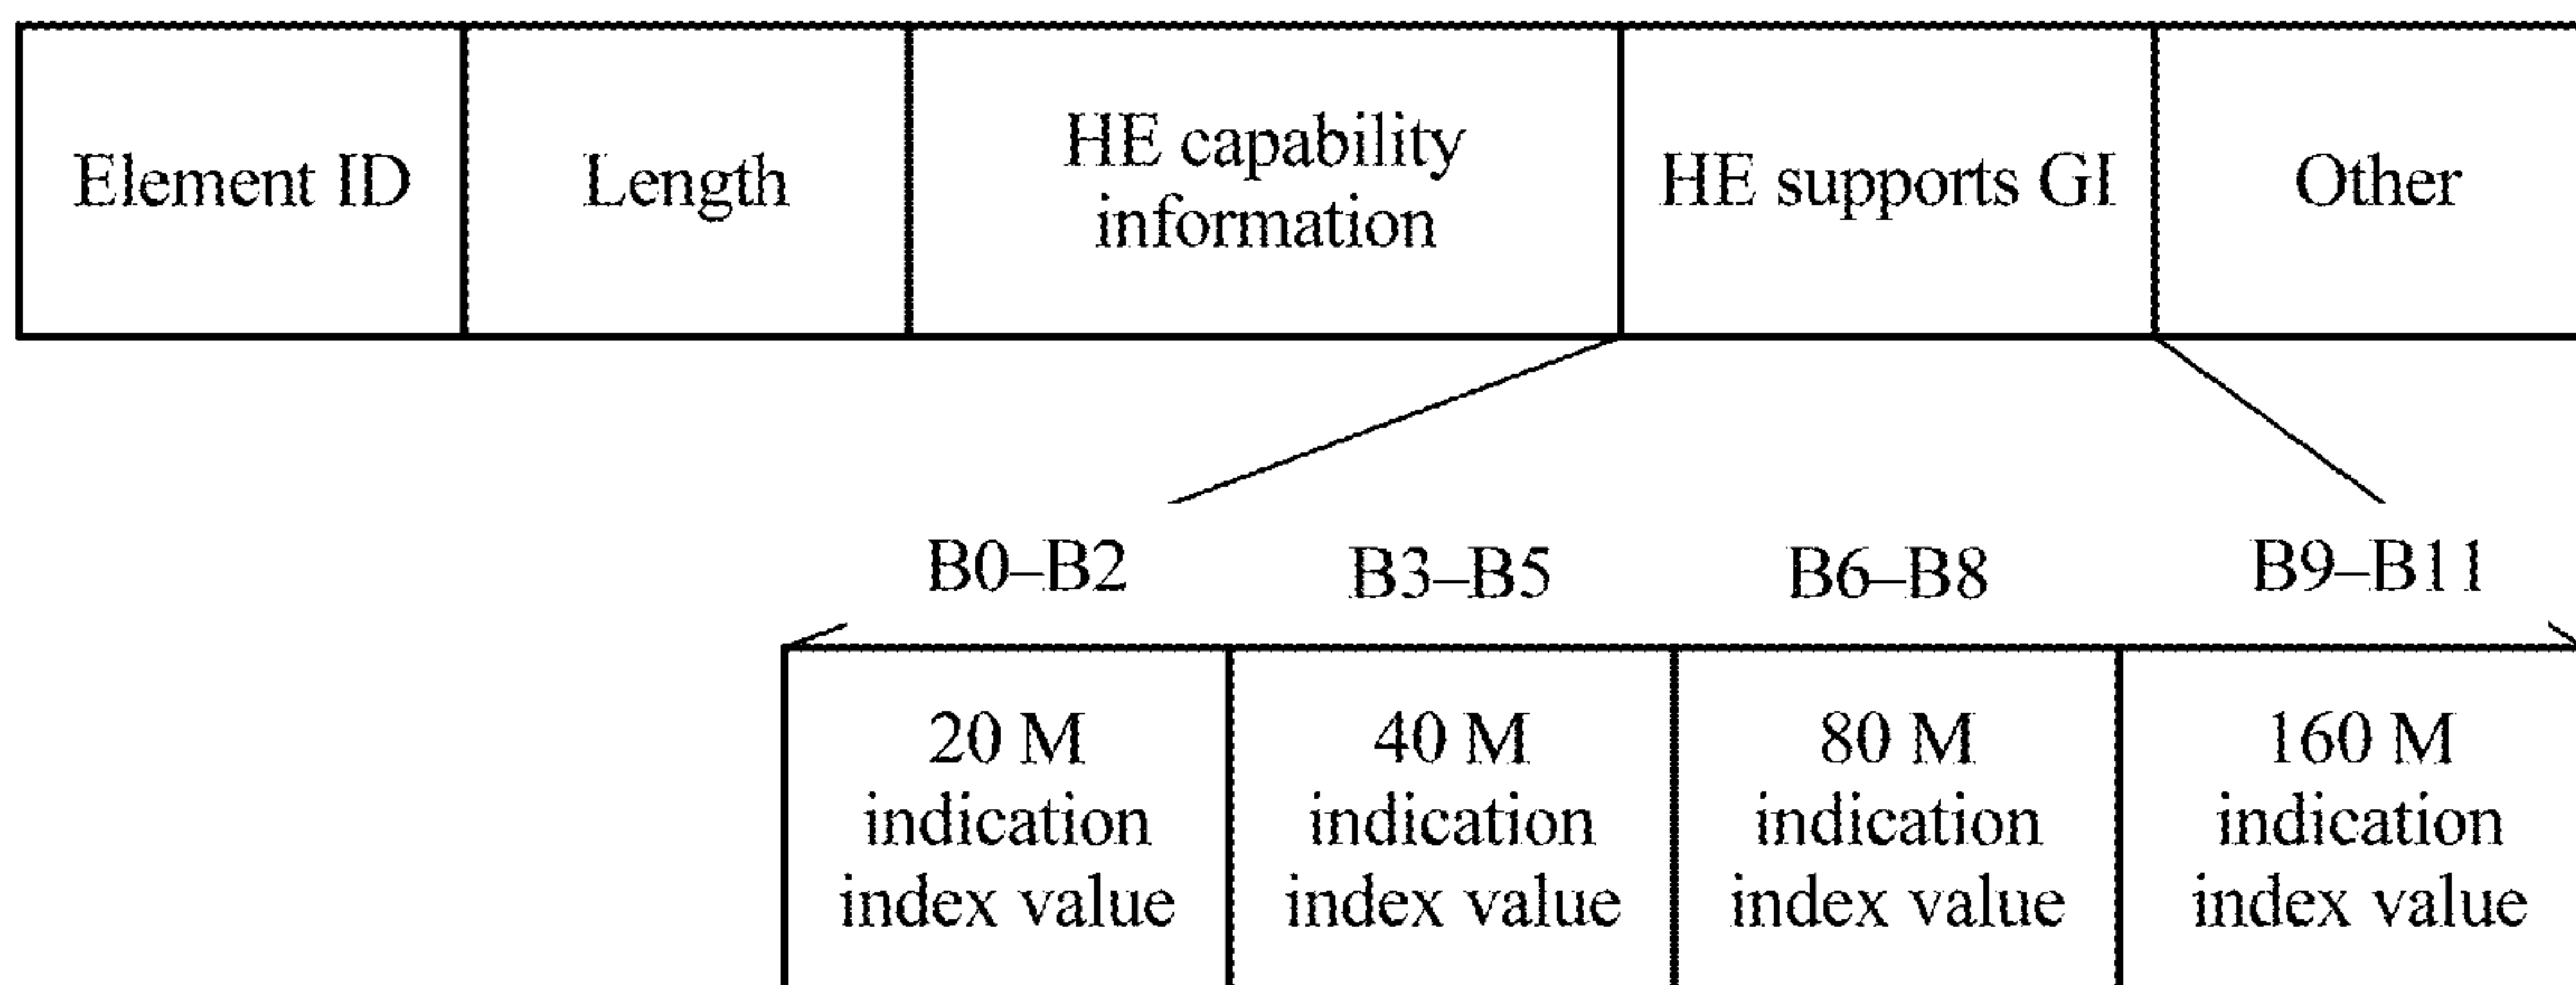 Element ID
Length
HE capability
information
HE supports GI
Other
B0–B2
B3–B5
B6–B8
B9–B11
20 M
indication
index value
40 M
indication
index value
80 M
indication
index value
160 M
indication
index value